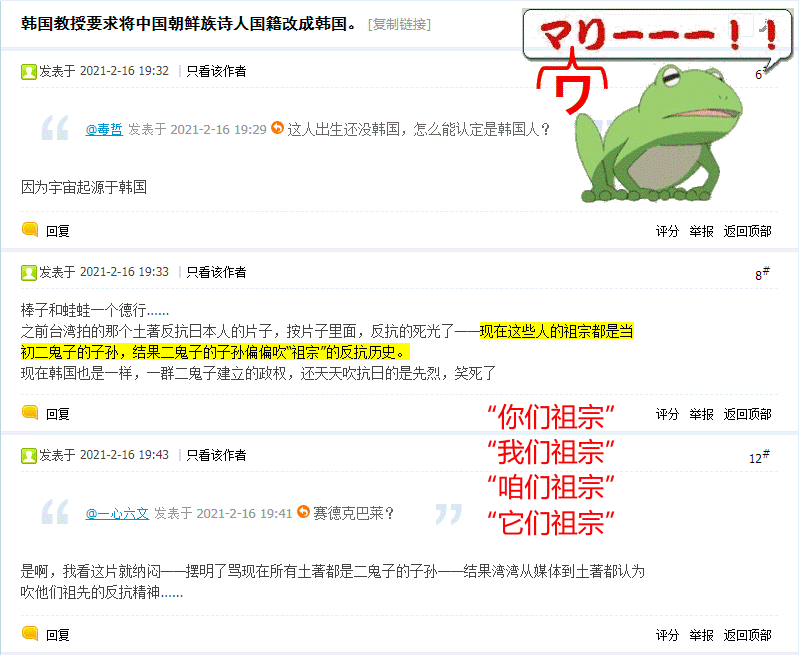 韩国教授要求将中国朝鲜族诗人国籍改成韩国。 [复制链接]
マリーーー！！
ワ
发表于 2021-2-16 19:32 | 只看该作者
6#
“ @毒哲 发表于 2021-2-16 19:29 这人出生还没韩国，怎么能认定是韩国人？
因为宇宙起源于韩国
回复 评分 举报 返回顶部
发表于 2021-2-16 19:33 | 只看该作者
8#
棒子和蛙蛙一个德行......
之前台湾拍的那个土著反抗日本人的片子，按片子里面，反抗的死光了——现在这些人的祖宗都是当
初二鬼子的子孙，结果二鬼子的子孙偏偏吹“祖宗”的反抗历史。
现在韩国也是一样，一群二鬼子建立的政权，还天天吹抗日的是先烈，笑死了
回复 评分 举报 返回顶部
“你们祖宗”
“我们祖宗”
“咱们祖宗”
“它们祖宗”
发表于 2021-2-16 19:43 | 只看该作者
12#
“ @一心六文 发表于 2021-2-16 19:41 赛德克巴莱？ ”
是啊，我看这片就纳闷——摆明了骂现在所有土著都是二鬼子的子孙——结果湾湾从媒体到土著都认为
吹他们祖先的反抗精神......
回复 评分 举报 返回顶部